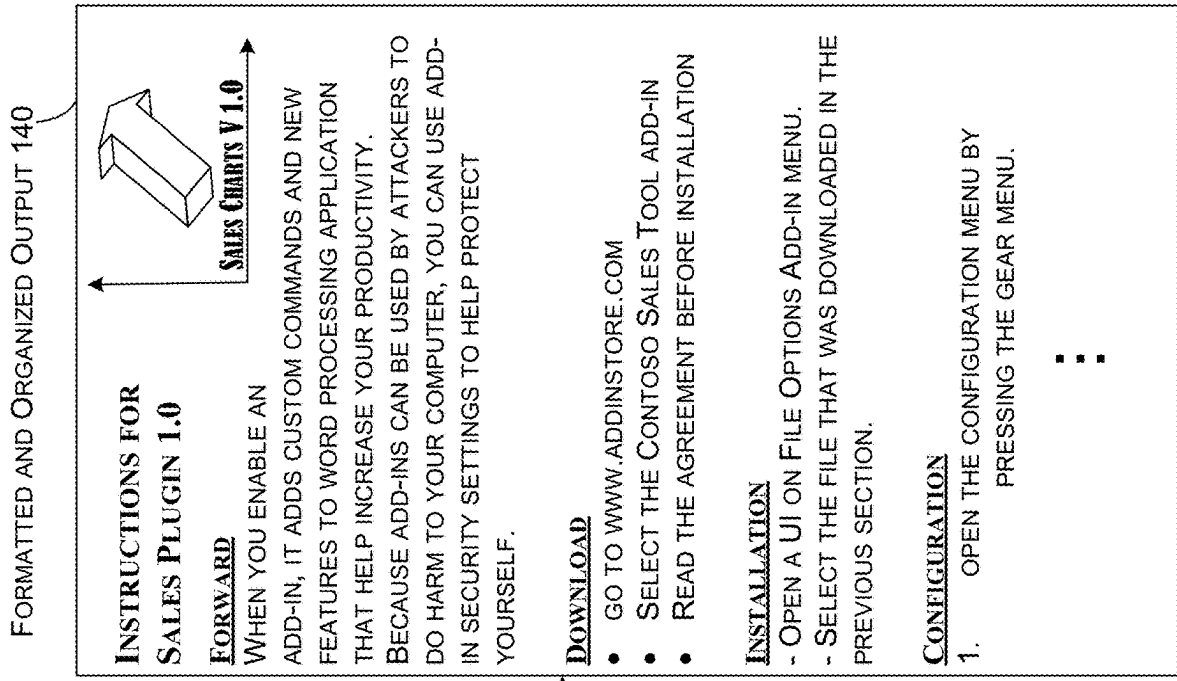 FORMATTED AND ORGANIZED OUTPUT 140
INSTRUCTIONS FOR
SALES PLUGIN 1.0
SALES CHARTS V 1.0
FORWARD
WHEN YOU ENABLE AN
ADD-IN, IT ADDS CUSTOM COMMANDS AND NEW
FEATURES TO WORD PROCESSING APPLICATION
THAT HELP INCREASE YOUR PRODUCTIVITY.
BECAUSE ADD-INS CAN BE USED BY ATTACKERS TO
DO HARM TO YOUR COMPUTER, YOU CAN USE ADD-
IN SECURITY SETTINGS TO HELP PROTECT
YOURSELF.
DOWNLOAD
• GO TO WWW.ADDINSTORE.COM
• SELECT THE CONTOSO SALES TOOL ADD-IN
• READ THE AGREEMENT BEFORE INSTALLATION
INSTALLATION
- OPEN A UI ON FILE OPTIONS ADD-IN MENU.
- SELECT THE FILE THAT WAS DOWNLOADED IN THE
PREVIOUS SECTION.
CONFIGURATION
1. OPEN THE CONFIGURATION MENU BY
PRESSING THE GEAR MENU.